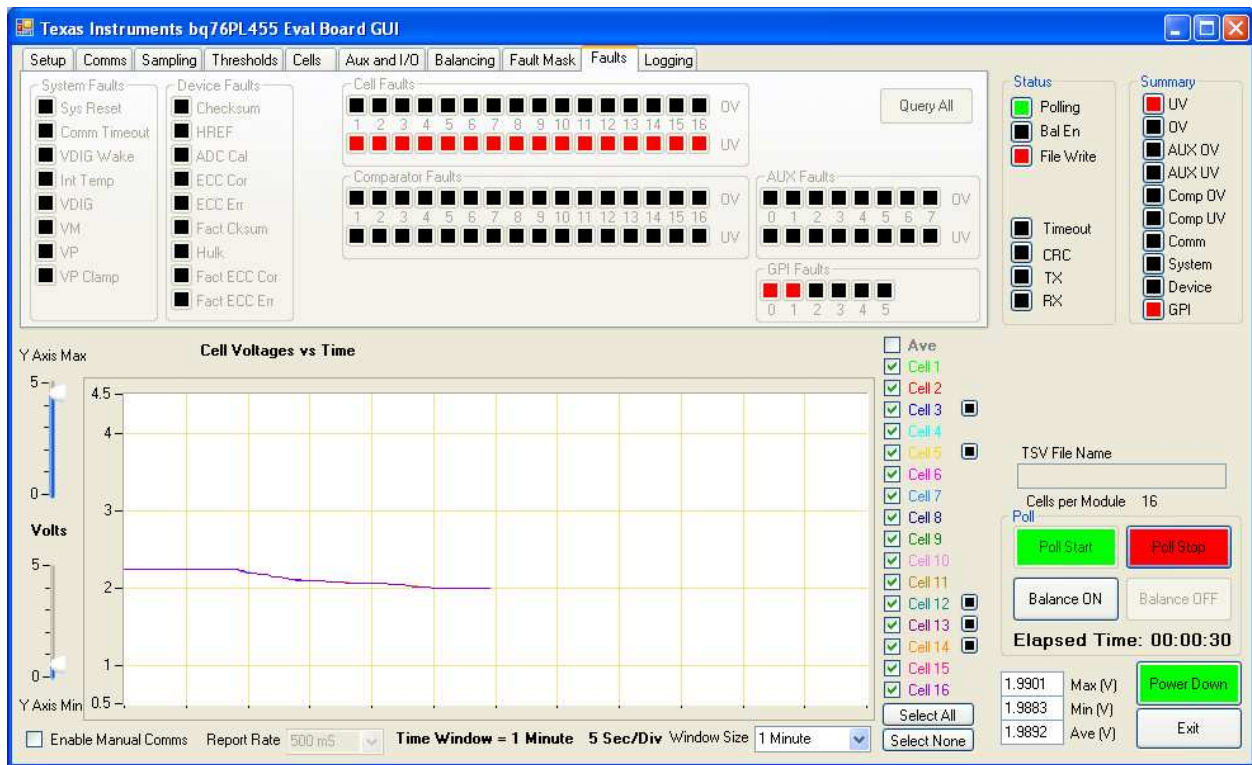 Texas Instruments bq76PL455 Eval Board GUI
Setup Comms Sampling Thresholds Cells Aux and I/O Balancing Fault Mask Faults Logging
System Faults
Sys Reset
Comm Timeout
VDIG Wake
Int Temp
VDIG
VM
VP
VP Clamp
Device Faults
Checksum
HREF
ADC Cal
ECC Cor
ECC Err
Fact Cksum
Hulk
Fact ECC Cor
Fact ECC Err
Cell Faults
OV
1 2 3 4 5 6 7 8 9 10 11 12 13 14 15 16
UV
Comparator Faults
OV
1 2 3 4 5 6 7 8 9 10 11 12 13 14 15 16
UV
Query All
AUX Faults
OV
0 1 2 3 4 5 6 7
UV
GPI Faults
0 1 2 3 4 5
Status
Polling
Bal En
File Write
Timeout
CRC
TX
RX
Summary
UV
OV
AUX OV
AUX UV
Comp OV
Comp UV
Comm
System
Device
GPI
Y Axis Max
5
0
Volts
5
0
Y Axis Min
Cell Voltages vs Time
4.5
4
3
2
1
0.5
Ave
Cell 1
Cell 2
Cell 3
Cell 4
Cell 5
Cell 6
Cell 7
Cell 8
Cell 9
Cell 10
Cell 11
Cell 12
Cell 13
Cell 14
Cell 15
Cell 16
Select All
Select None
Enable Manual Comms Report Rate 500 mS Time Window = 1 Minute 5 Sec/Div Window Size 1 Minute
TSV File Name
Cells per Module 16
Poll
Poll Start Poll Stop
Balance ON Balance OFF
Elapsed Time: 00:00:30
1.9901 Max (V)
1.9883 Min (V)
1.9892 Ave (V)
Power Down
Exit